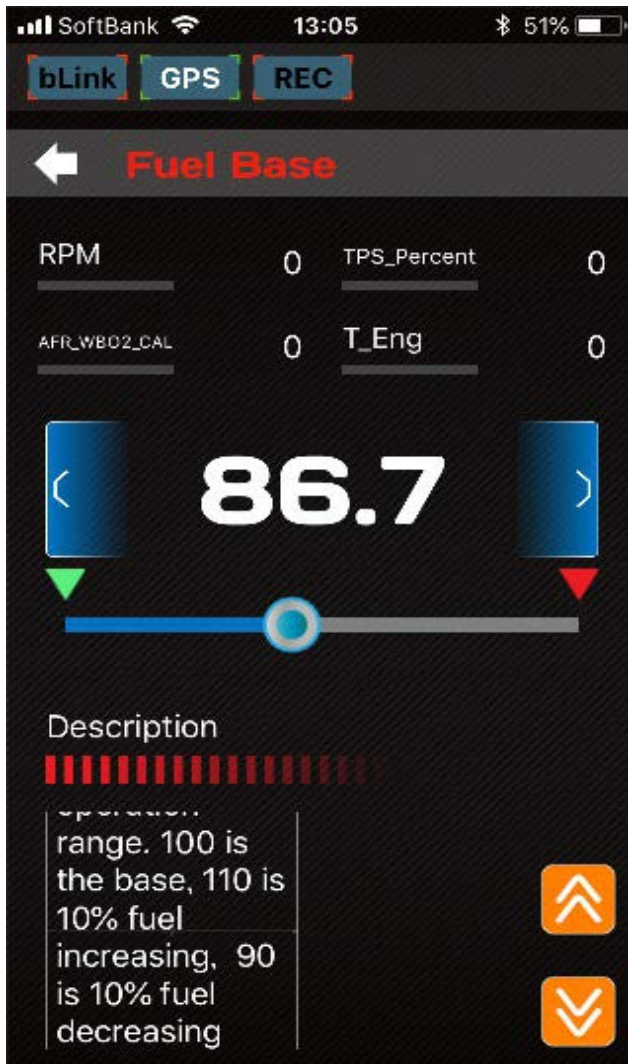 SoftBank 13:05 51%
bLink GPS REC
Fuel Base
RPM 0 TPS_Percent 0
AFR_WBO2_CAL 0 T_Eng 0
86.7
Description
range. 100 is
the base, 110 is
10% fuel
increasing, 90
is 10% fuel
decreasing